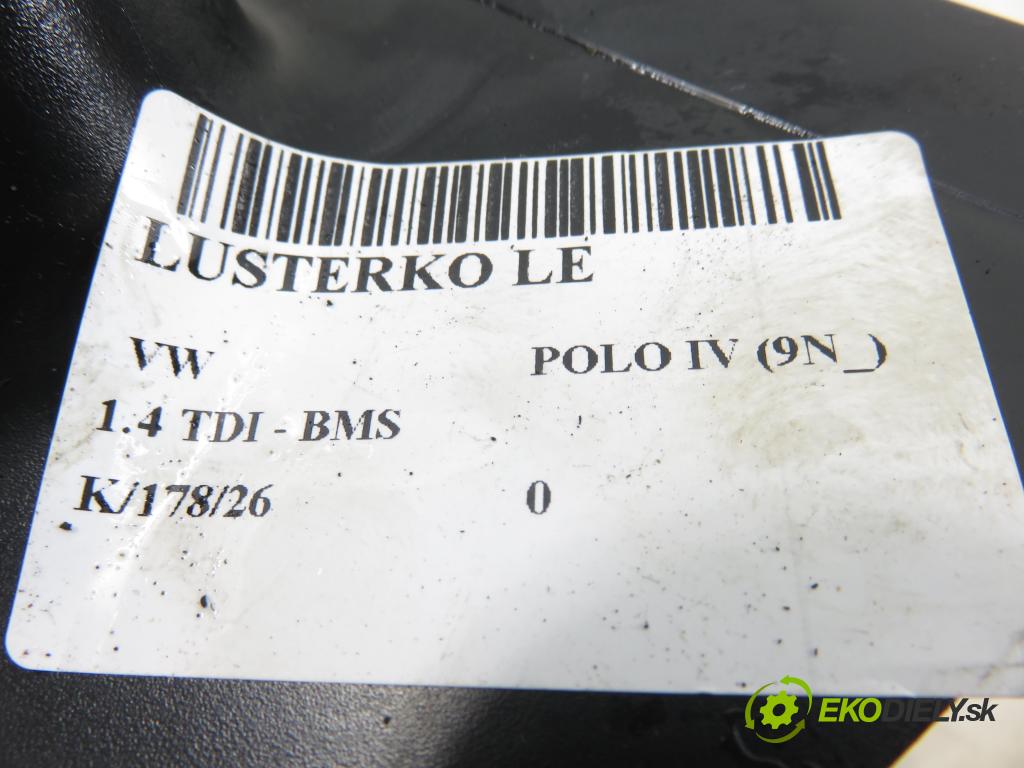 LUSTERKO LE
VW POLO IV (9N_)
1.4 TDI - BMS
K/178/26 0
EKODIELY.sk